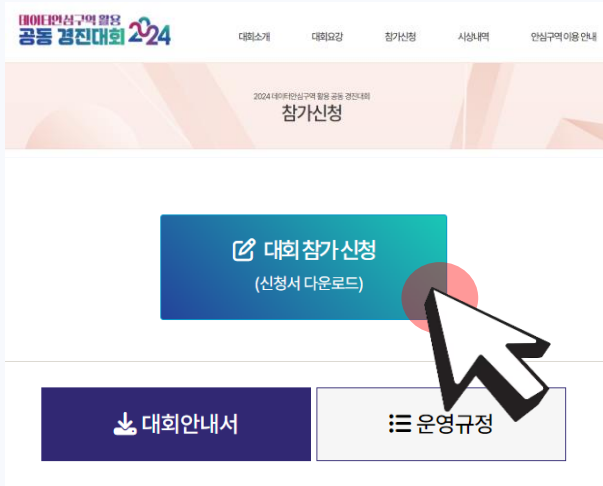 데이터안심구역 활용
공동 경진대회 2024
대회소개 대회요강 참가신청 시상내역 안심구역 이용 안내
2024 데이터안심구역 활용 공동 경진대회
참가신청
대회 참가 신청
(신청서 다운로드)
대회안내서 운영규정